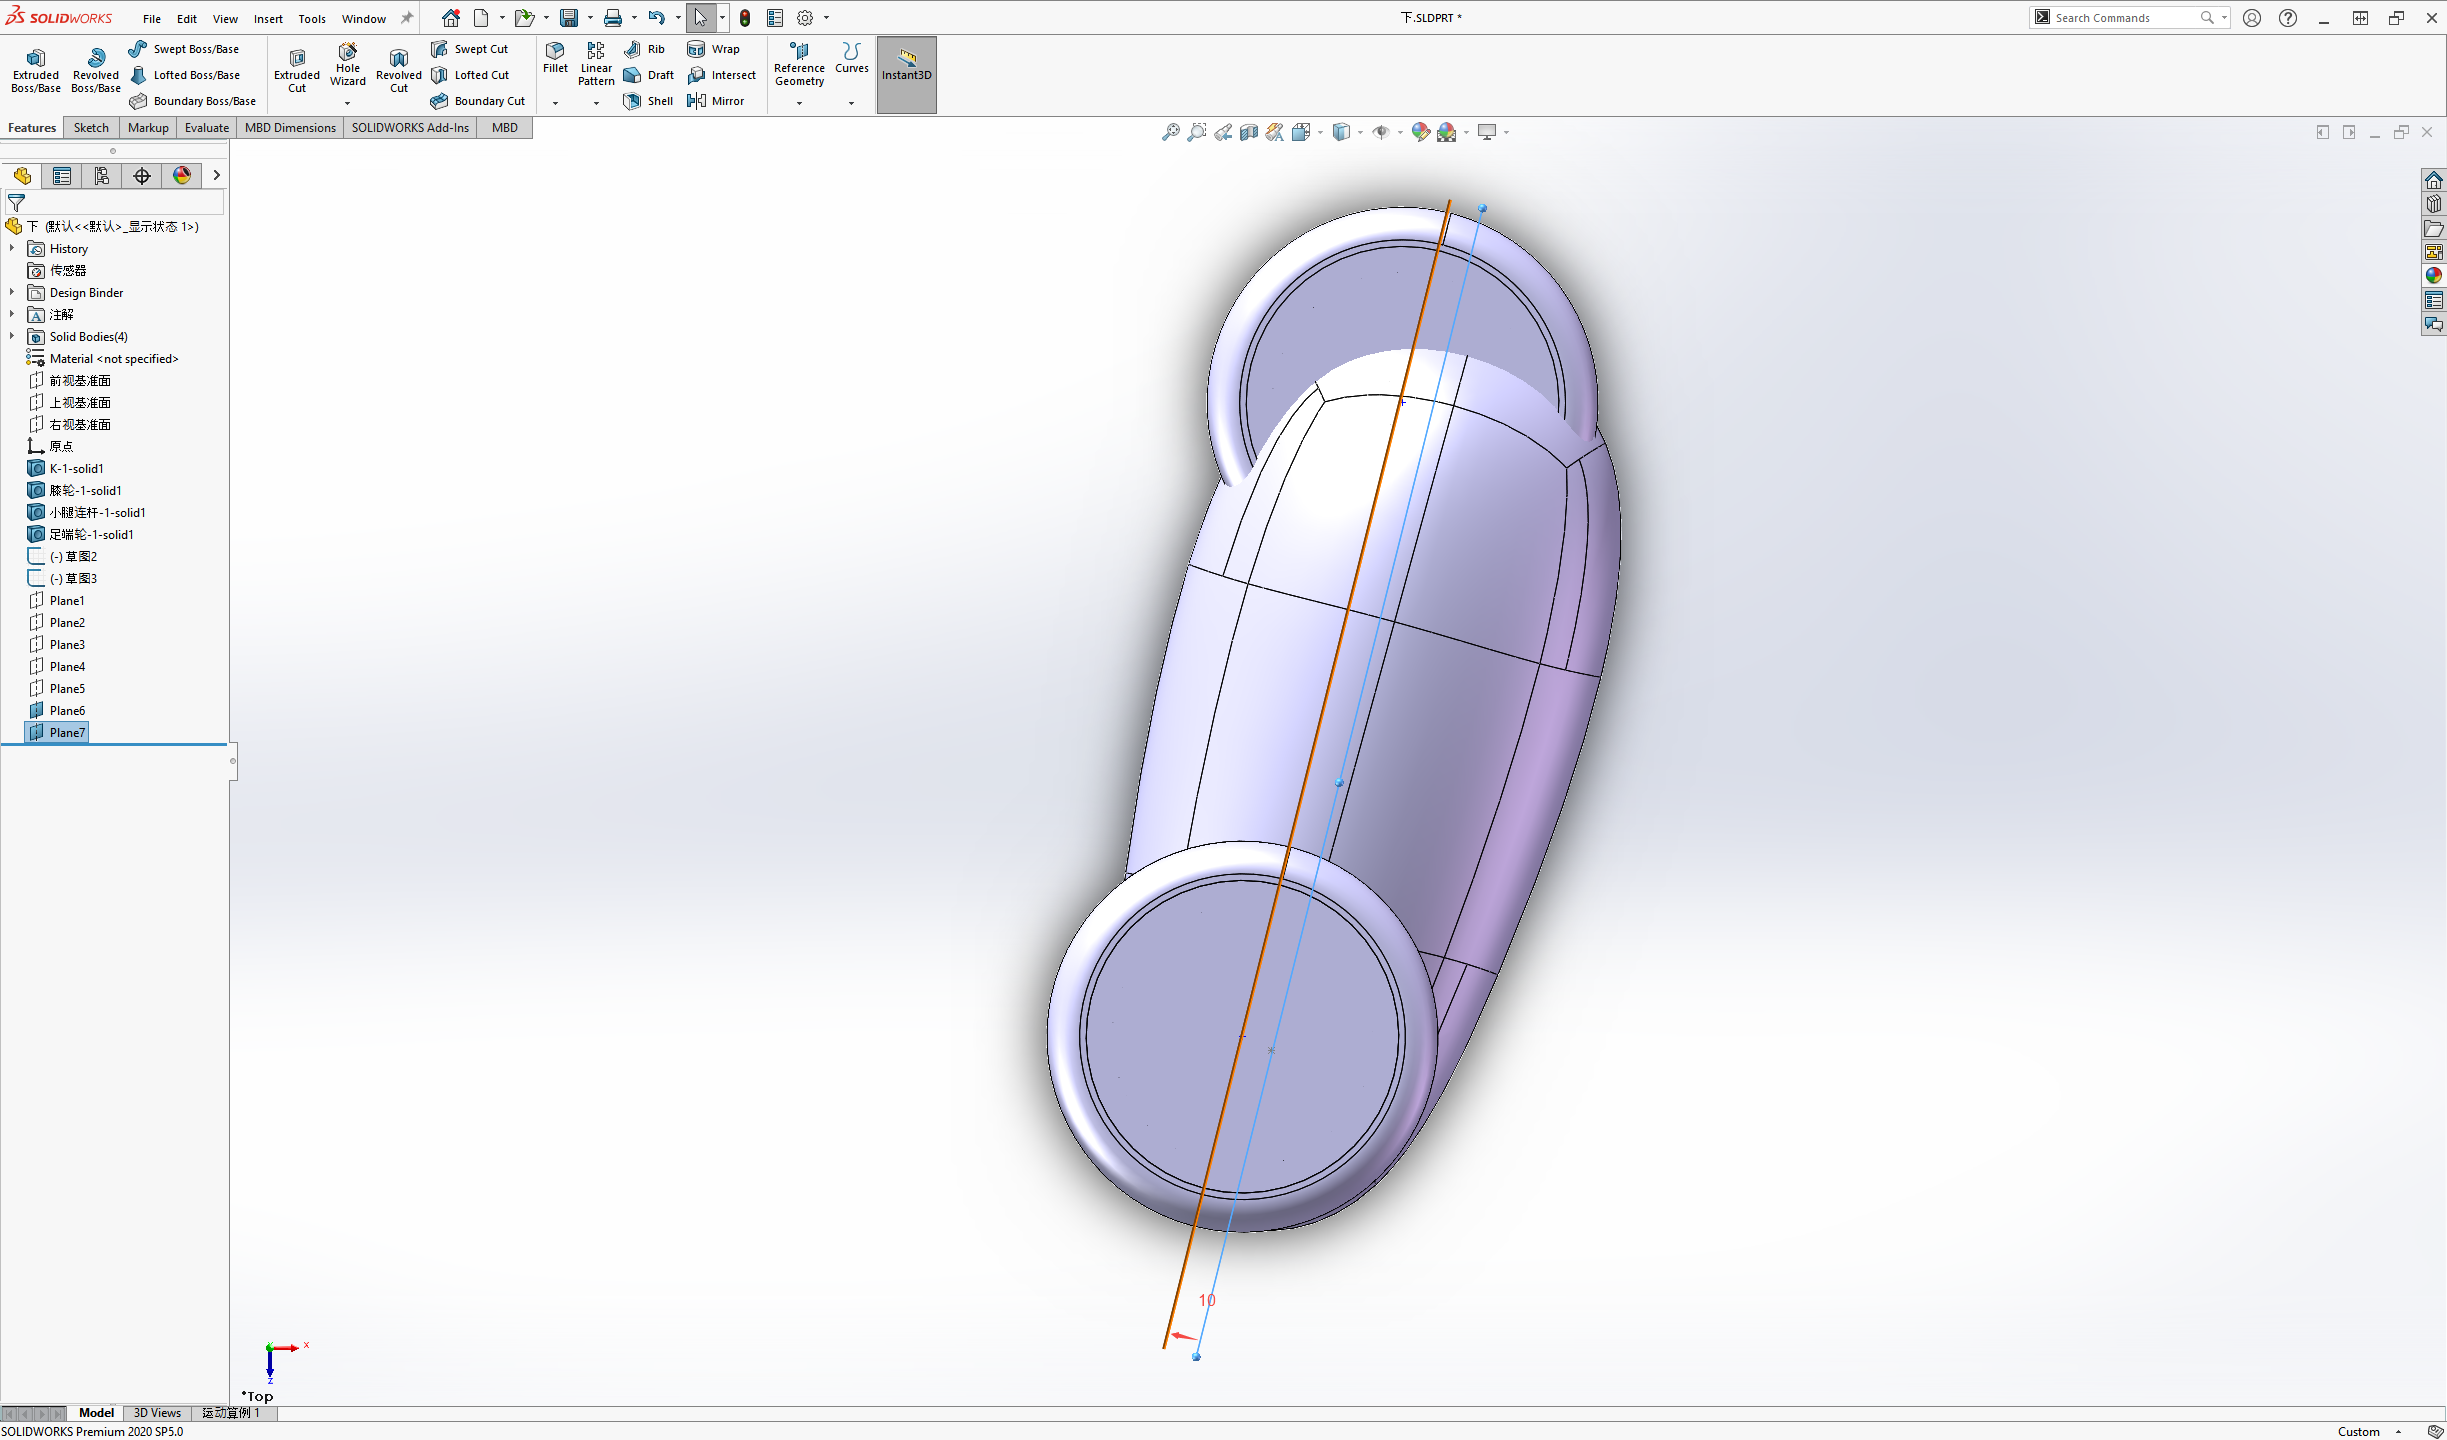 SOLIDWORKS File Edit View Insert Tools Window
下.SLDPRT *
Search Commands
Extruded Boss/Base
Revolved Boss/Base
Swept Boss/Base
Lofted Boss/Base
Boundary Boss/Base
Extruded Cut
Hole Wizard
Revolved Cut
Swept Cut
Lofted Cut
Boundary Cut
Fillet
Linear Pattern
Rib
Draft
Shell
Wrap
Intersect
Mirror
Reference Geometry
Curves
Instant3D
Features Sketch Markup Evaluate MBD Dimensions SOLIDWORKS Add-Ins MBD
下 (默认<<默认>_显示状态 1>)
History
传感器
Design Binder
注解
Solid Bodies(4)
Material <not specified>
前视基准面
上视基准面
右视基准面
原点
K-1-solid1
膝轮-1-solid1
小腿连杆-1-solid1
足端轮-1-solid1
(-) 草图2
(-) 草图3
Plane1
Plane2
Plane3
Plane4
Plane5
Plane6
Plane7
10
X
Y
Z
*Top
Model 3D Views 运动算例 1
SOLIDWORKS Premium 2020 SP5.0
Custom